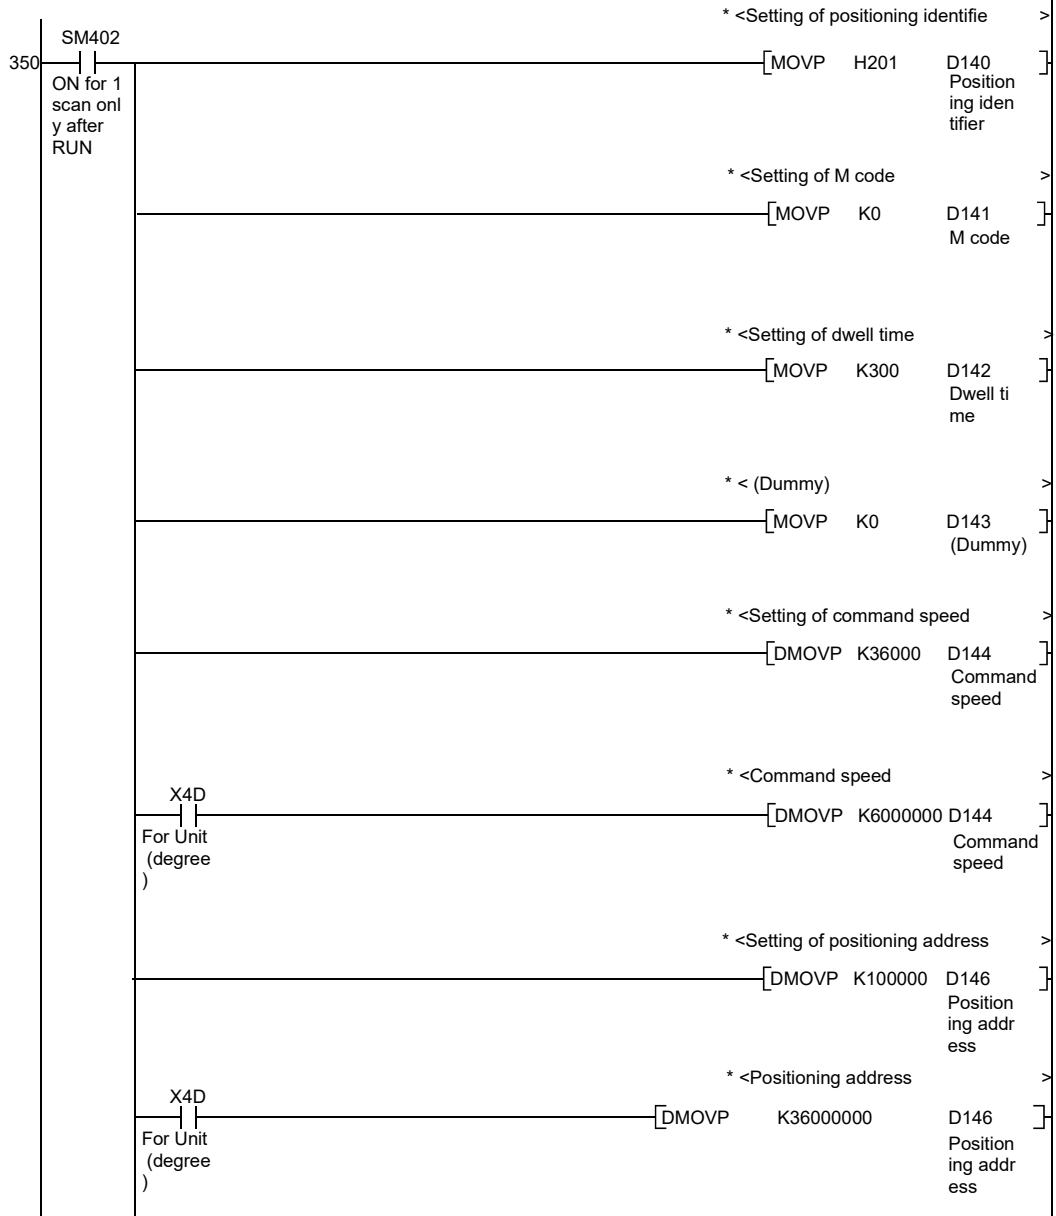 * <Setting of positioning identifie >
SM402
350
[MOVP H201 D140 ]
ON for 1
scan onl
y after
RUN
Position
ing iden
tifier
* <Setting of M code >
[MOVP K0 D141 ]
M code
* <Setting of dwell time >
[MOVP K300 D142 ]
Dwell ti
me
* < (Dummy) >
[MOVP K0 D143 ]
(Dummy)
* <Setting of command speed >
[DMOVP K36000 D144 ]
Command
speed
* <Command speed >
X4D
[DMOVP K6000000 D144 ]
For Unit
(degree
)
Command
speed
* <Setting of positioning address >
[DMOVP K100000 D146 ]
Position
ing addr
ess
* <Positioning address >
X4D
[DMOVP K36000000 D146 ]
For Unit
(degree
)
Position
ing addr
ess